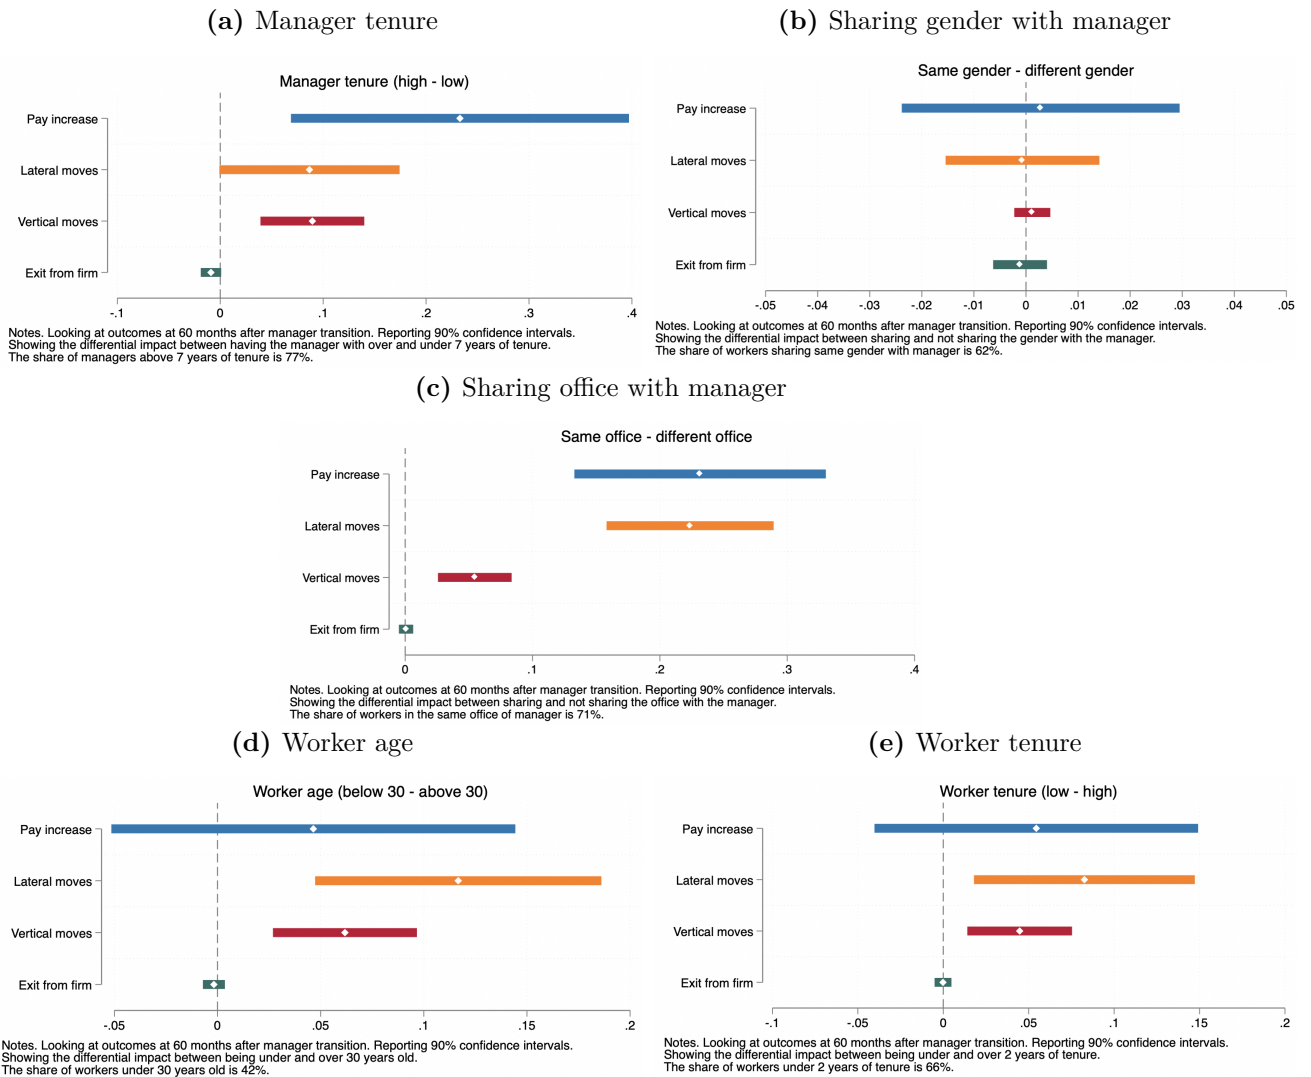 (a) Manager tenure
Manager tenure (high - low)
Pay increase
Lateral moves
Vertical moves
Exit from firm
-.1 0 .1 .2 .3 .4
Notes. Looking at outcomes at 60 months after manager transition. Reporting 90% confidence intervals.
Showing the differential impact between having the manager with over and under 7 years of tenure.
The share of managers above 7 years of tenure is 77%.
(b) Sharing gender with manager
Same gender - different gender
Pay increase
Lateral moves
Vertical moves
Exit from firm
-.05 -.04 -.03 -.02 -.01 0 .01 .02 .03 .04 .05
Notes. Looking at outcomes at 60 months after manager transition. Reporting 90% confidence intervals.
Showing the differential impact between sharing and not sharing the gender with the manager.
The share of workers sharing same gender with manager is 62%.
(c) Sharing office with manager
Same office - different office
Pay increase
Lateral moves
Vertical moves
Exit from firm
0 .1 .2 .3 .4
Notes. Looking at outcomes at 60 months after manager transition. Reporting 90% confidence intervals.
Showing the differential impact between sharing and not sharing the office with the manager.
The share of workers in the same office of manager is 71%.
(d) Worker age
Worker age (below 30 - above 30)
Pay increase
Lateral moves
Vertical moves
Exit from firm
-.05 0 .05 .1 .15 .2
Notes. Looking at outcomes at 60 months after manager transition. Reporting 90% confidence intervals.
Showing the differential impact between being under and over 30 years old.
The share of workers under 30 years old is 42%.
(e) Worker tenure
Worker tenure (low - high)
Pay increase
Lateral moves
Vertical moves
Exit from firm
-.1 -.05 0 .05 .1 .15 .2
Notes. Looking at outcomes at 60 months after manager transition. Reporting 90% confidence intervals.
Showing the differential impact between being under and over 2 years of tenure.
The share of workers under 2 years of tenure is 66%.